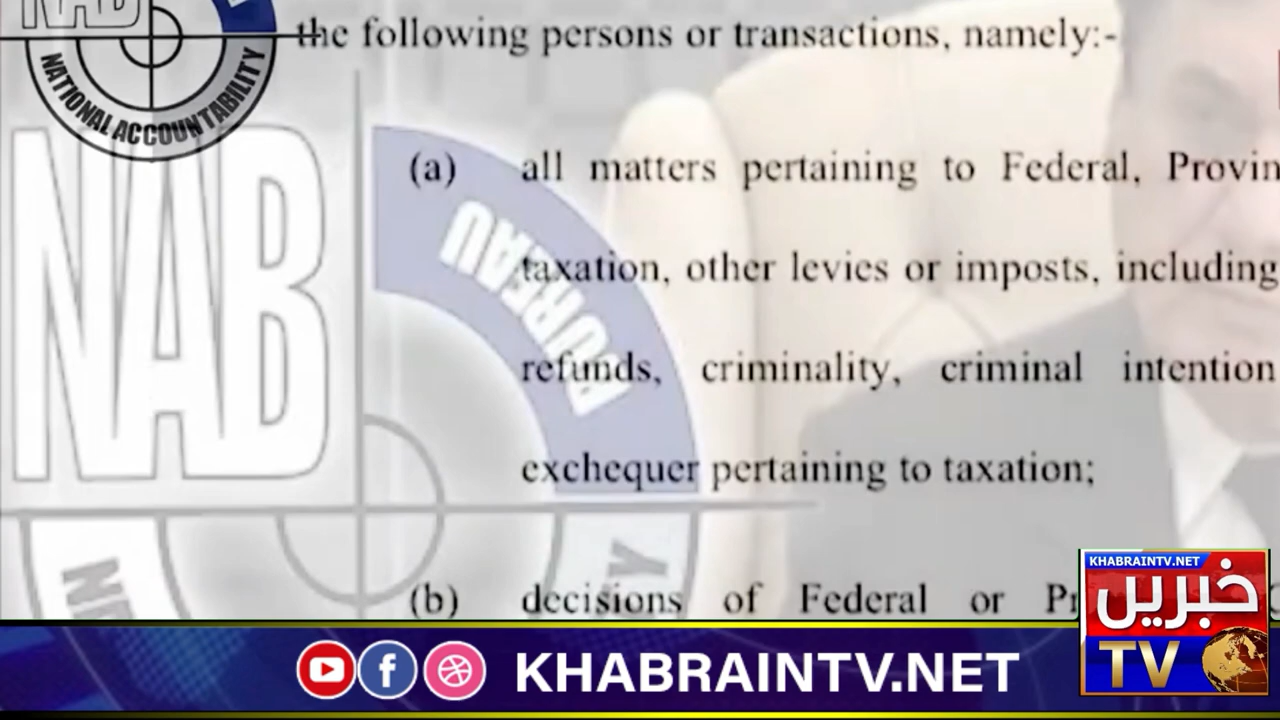 NAB
NATIONAL ACCOUNTABILITY
the following persons or transactions, namely:-
NAB
BUREAU
(a) all matters pertaining to Federal, Provin
taxation, other levies or imposts, including
refunds, criminality, criminal intention
exchequer pertaining to taxation;
(b) decisions of Federal or Pr
KHABRAINTV.NET
خبریں
TV
KHABRAINTV.NET